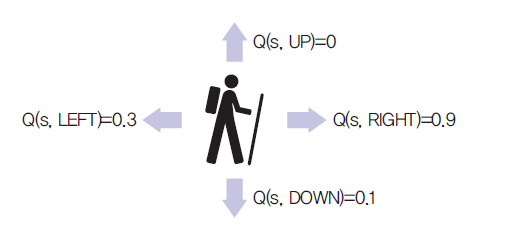 Q(s, UP)=0
Q(s, LEFT)=0.3
Q(s, RIGHT)=0.9
Q(s, DOWN)=0.1